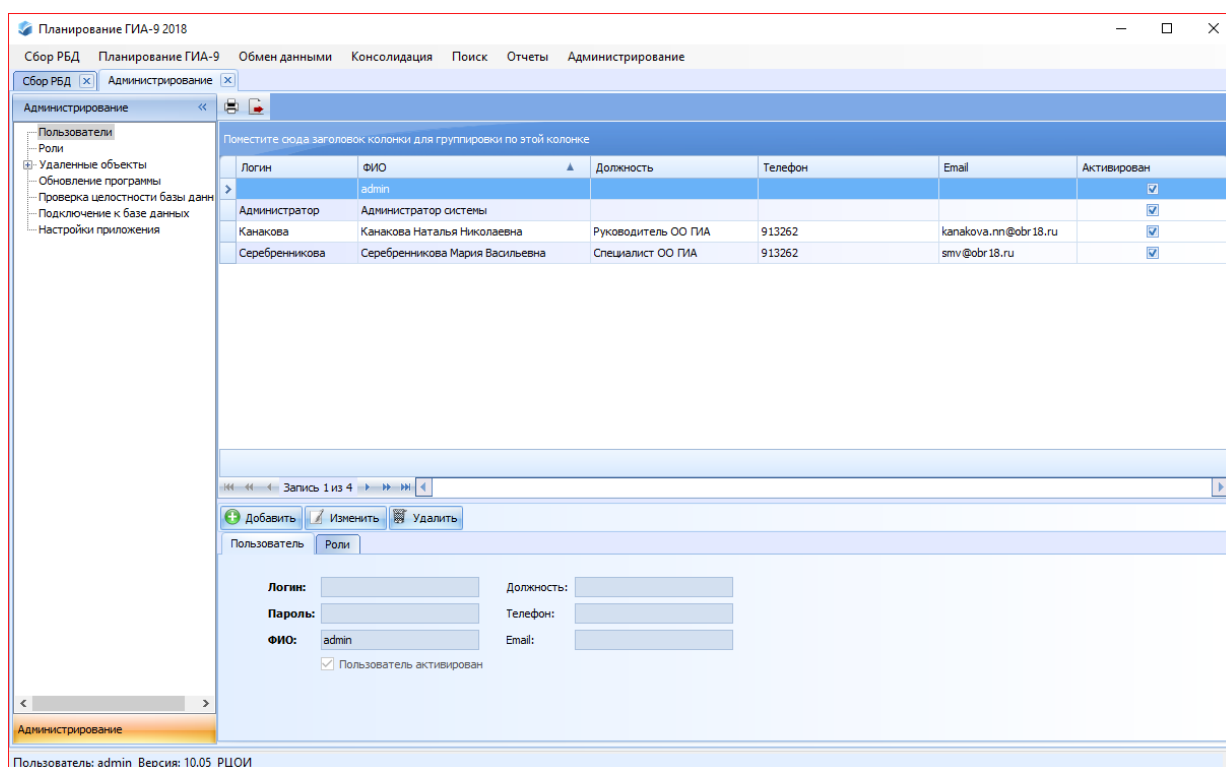 Планирование ГИА-9 2018
Сбор РБД Планирование ГИА-9 Обмен данными Консолидация Поиск Отчеты Администрирование
Сбор РБД Администрирование
Администрирование
Пользователи
Роли
Удаленные объекты
Обновление программы
Проверка целостности базы данн
Подключение к базе данных
Настройки приложения
Поместите сюда заголовок колонки для группировки по этой колонке
Логин ФИО Должность Телефон Email Активирован
admin
Администратор Администратор системы
Канакова Канакова Наталья Николаевна Руководитель ОО ГИА 913262 kanakova.nn@obr18.ru
Серебренникова Серебренникова Мария Васильевна Специалист ОО ГИА 913262 smv@obr18.ru
Запись 1 из 4
Добавить Изменить Удалить
Пользователь Роли
Логин: Должность:
Пароль: Телефон:
ФИО: admin Email:
Пользователь активирован
Администрирование
Пользователь: admin Версия: 10.05 РЦОИ